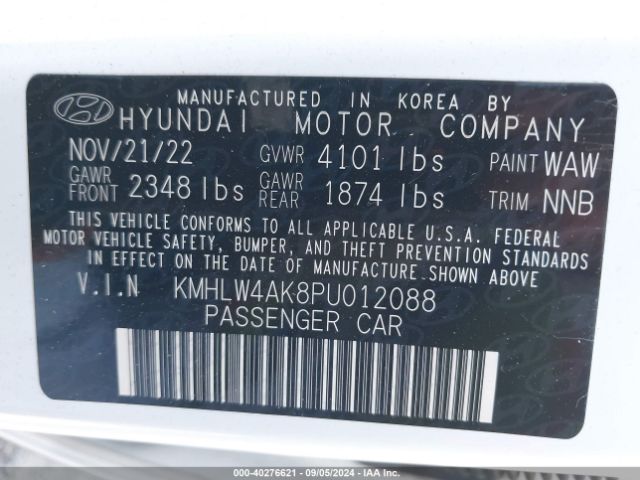 MANUFACTURED IN KOREA BY
HYUNDAI MOTOR COMPANY
NOV/21/22 GVWR 4101 lbs PAINT WAW
GAWR FRONT 2348 lbs GAWR REAR 1874 lbs TRIM NNB
THIS VEHICLE CONFORMS TO ALL APPLICABLE U.S.A. FEDERAL
MOTOR VEHICLE SAFETY, BUMPER, AND THEFT PREVENTION STANDARDS
IN EFFECT ON THE DATE OF MANUFACTURE SHOWN ABOVE.
V.I.N KMHLW4AK8PU012088
PASSENGER CAR
000-40276621 - 09/05/2024 - IAA Inc.